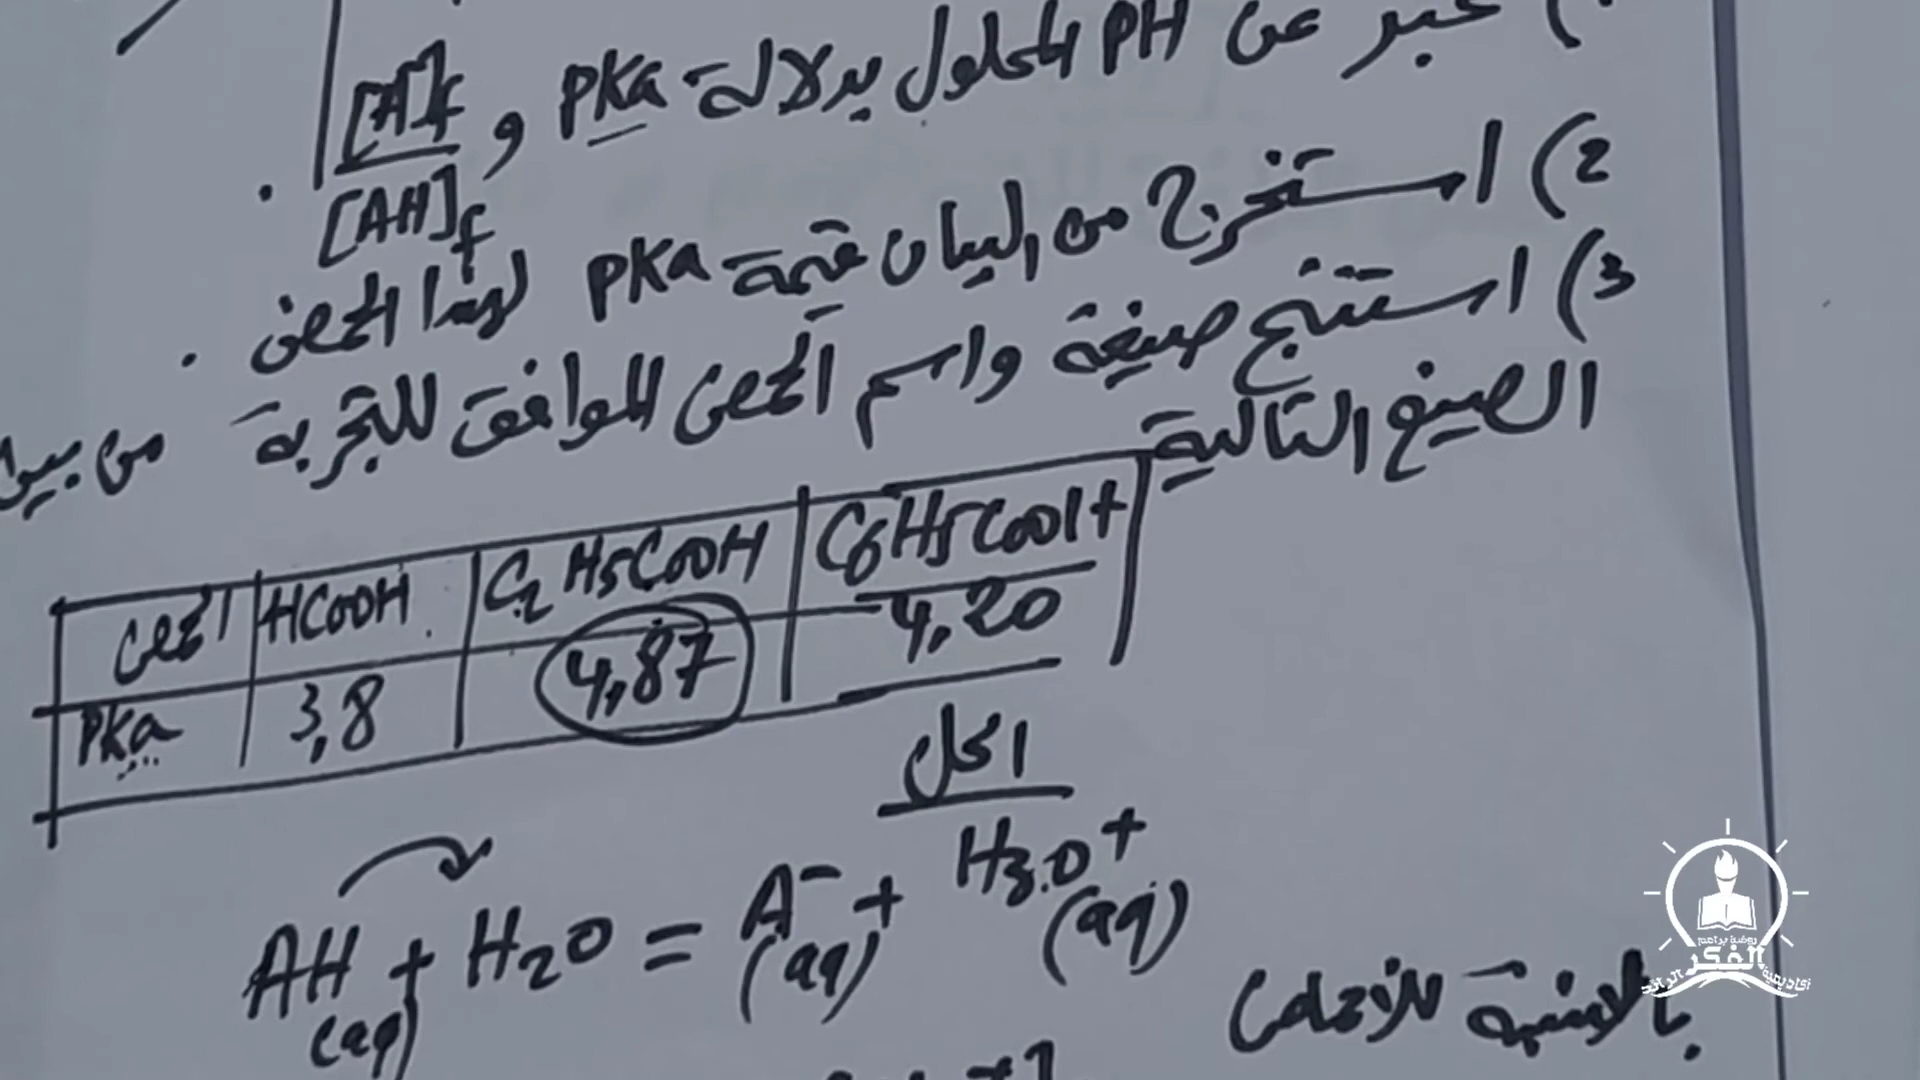 1) عبر عن PH المحلول بدلالة PKa و [A]f / [AH]f .
2) استخرج من البيان قيمة PKa لهذا الحمض .
3) استنتج صيغة واسم الحمض الموافق للتجربة من بين
الصيغ التالية
الحمض HCOOH C2H5COOH C6H5COOH
PKa 3,8 4,87 4,20
الحل
AH(aq) + H2O = A-(aq) + H3O+(aq)
بالنسبة للأحماض
الفكر